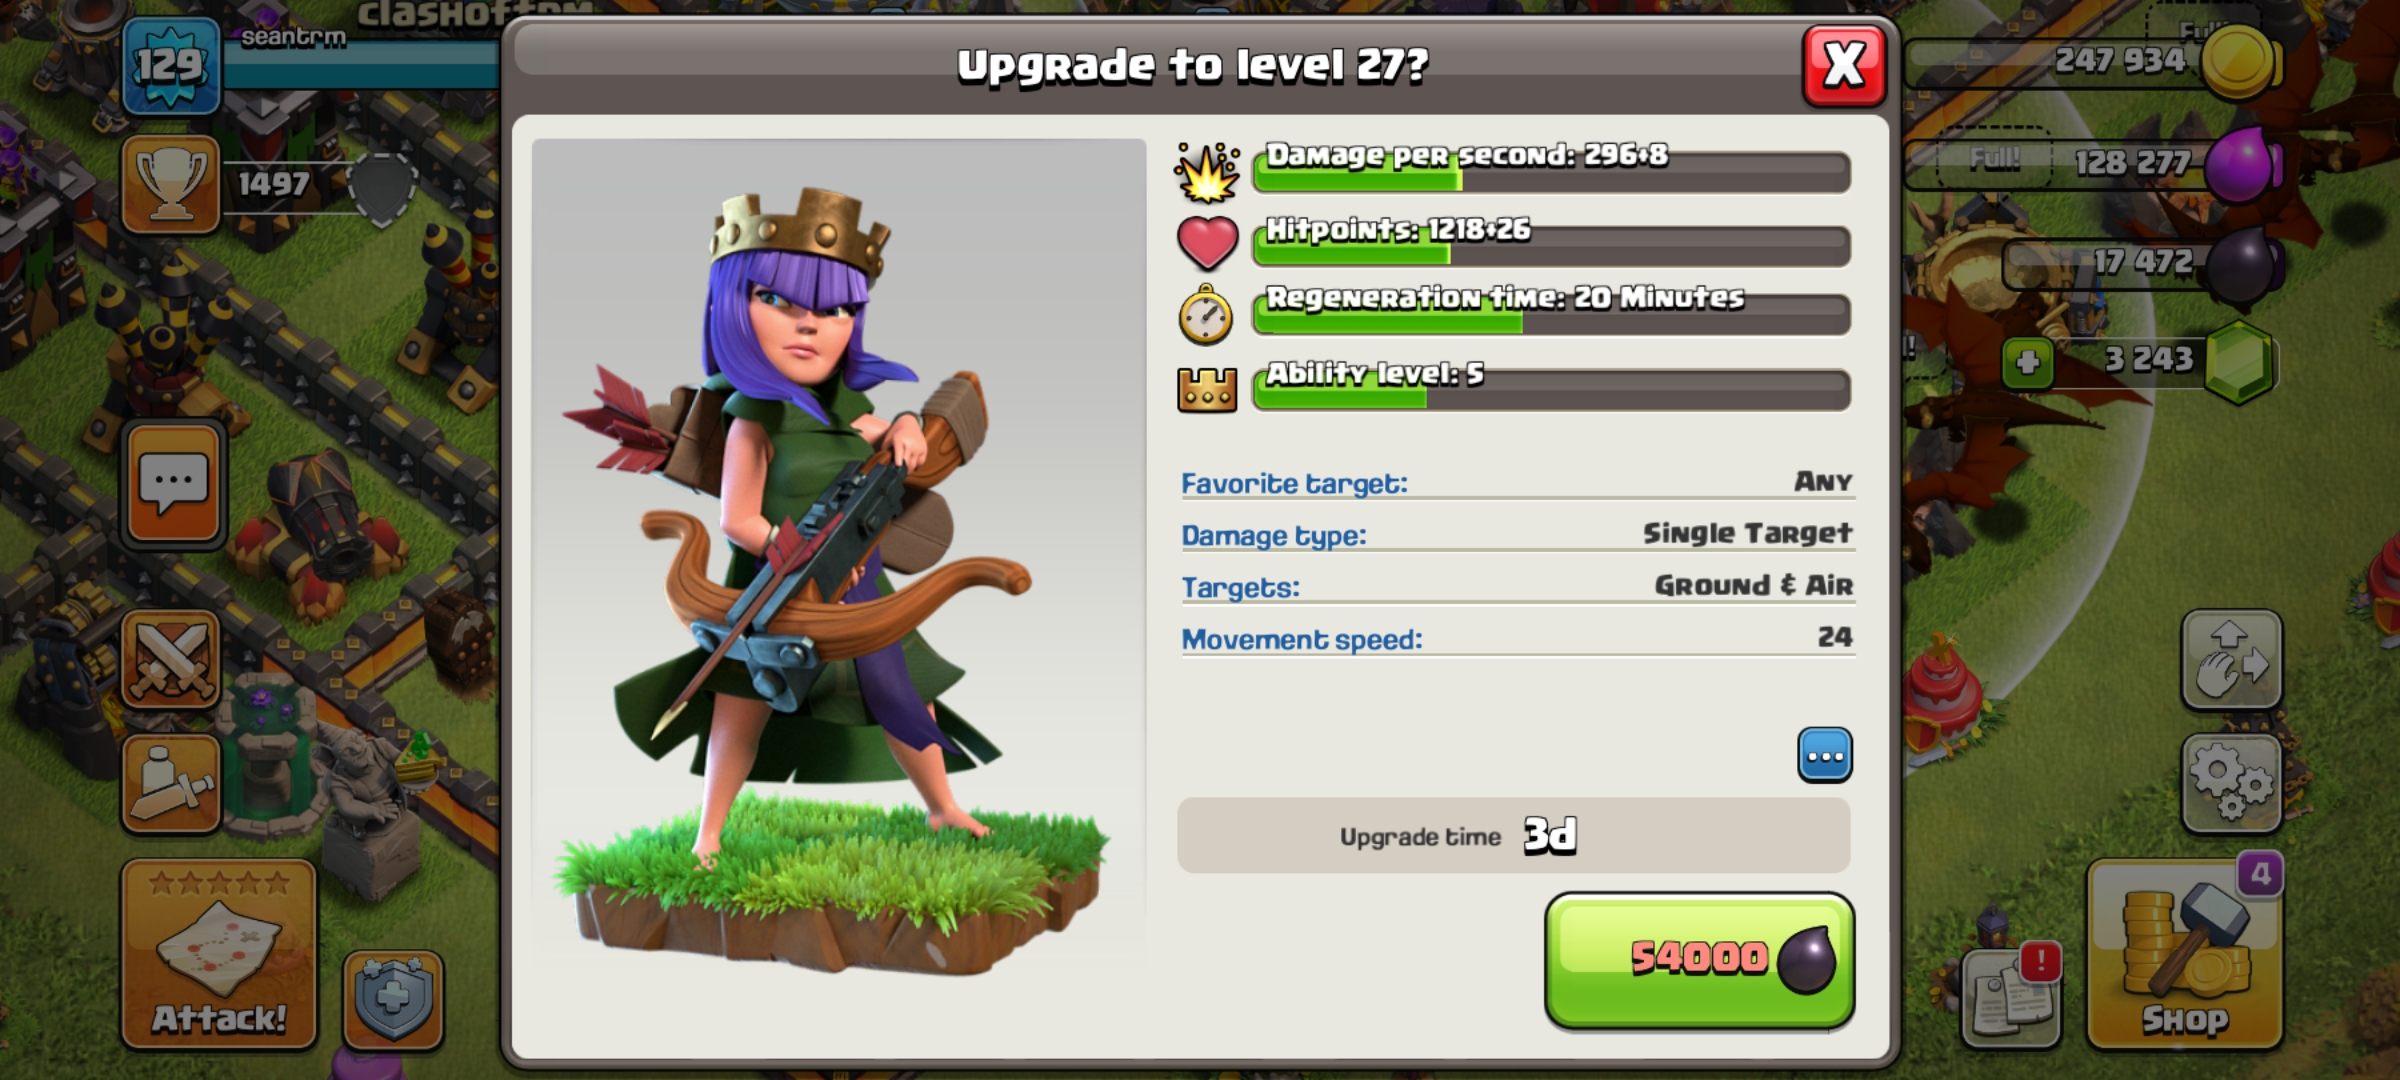 clashoftrm
129
seantrm
1497
Attack!
Upgrade to level 27?
X
Damage per second: 296+8
Hitpoints: 1218+26
Regeneration time: 20 Minutes
Ability level: 5
Favorite target: Any
Damage type: Single Target
Targets: Ground & Air
Movement speed: 24
Upgrade time 3d
54000
247 934
Full!
128 277
17 472
3 243
4
!
Shop